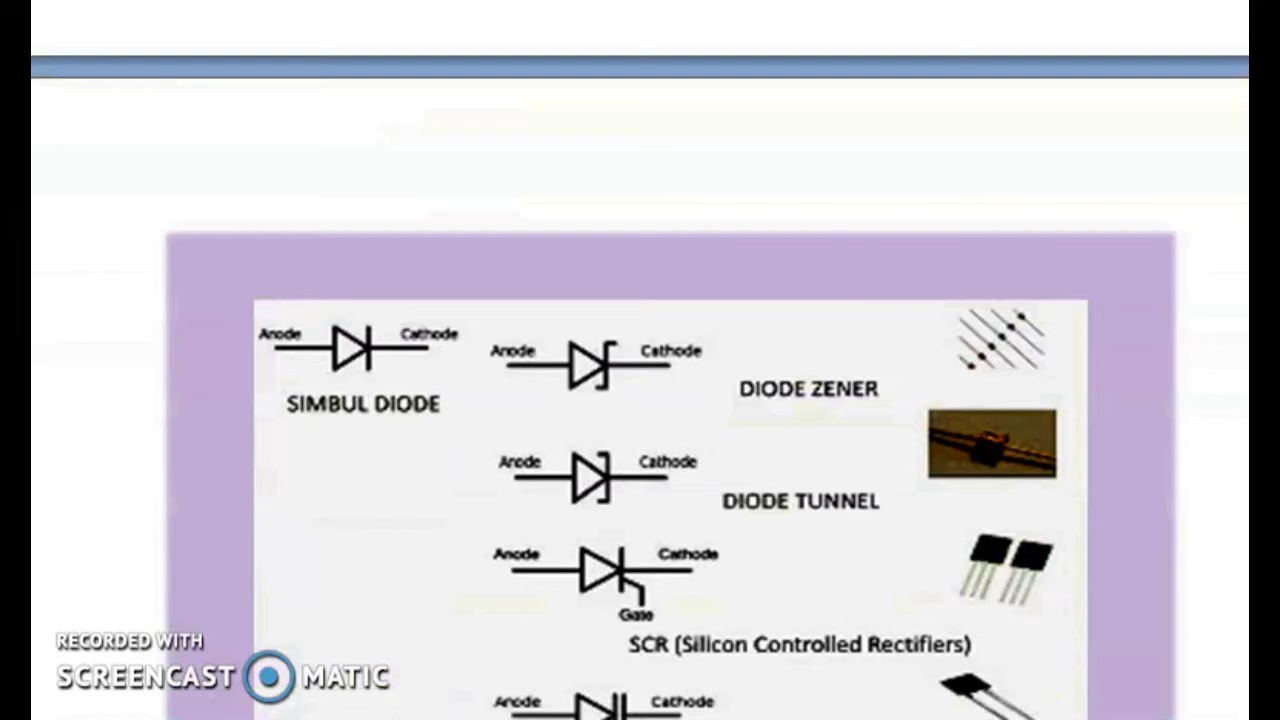 Anode Cathode
SIMBUL DIODE
Anode Cathode
DIODE ZENER
Anode Cathode
DIODE TUNNEL
Anode Cathode
Gate
SCR (Silicon Controlled Rectifiers)
Anode Cathode
RECORDED WITH
SCREENCAST MATIC